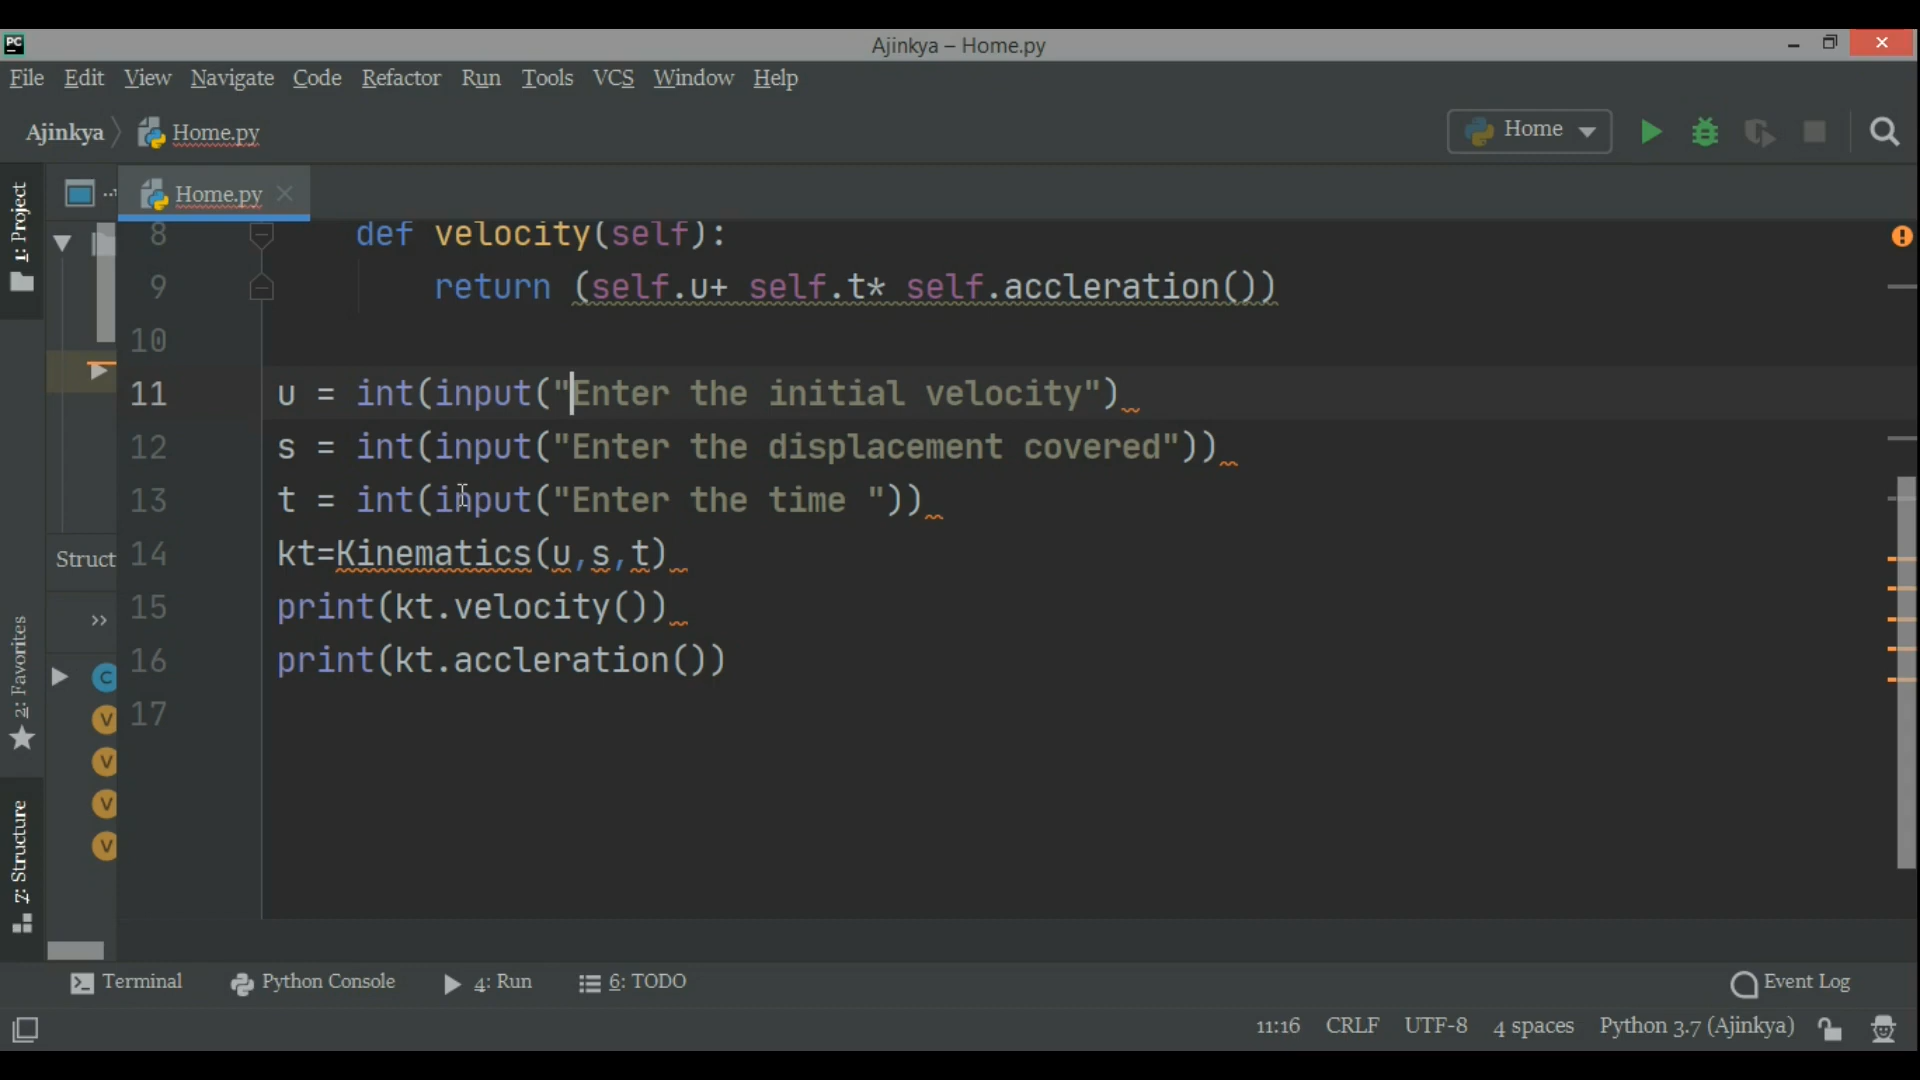 PC
Ajinkya – Home.py
File Edit View Navigate Code Refactor Run Tools VCS Window Help
Ajinkya Home.py
Home
1: Project
Home.py
8 def velocity(self):
9 return (self.u+ self.t* self.accleration())
10
11 u = int(input("Enter the initial velocity")
12 s = int(input("Enter the displacement covered"))
13 t = int(input("Enter the time "))
14 kt=Kinematics(u,s,t)
15 print(kt.velocity())
16 print(kt.accleration())
17
Struct
»
C
V
V
V
V
2: Favorites
7: Structure
Terminal Python Console 4: Run 6: TODO Event Log
11:16 CRLF UTF-8 4 spaces Python 3.7 (Ajinkya)